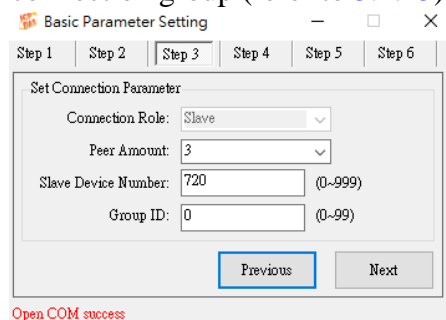 Basic Parameter Setting
Step 1 Step 2 Step 3 Step 4 Step 5 Step 6
Set Connection Parameter
Connection Role: Slave
Peer Amount: 3
Slave Device Number: 720 (0~999)
Group ID: 0 (0~99)
Previous Next
Open COM success